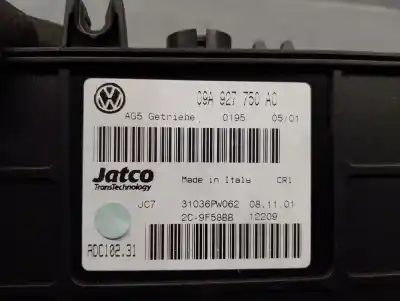 09A 927 750 AC
AG5 Getriebe 0195 05/01
Jatco
TransTechnology
Made in Italy CR1
JC7 31036PW062 08.11.01
2C-9F58BB 12209
ADC102.31